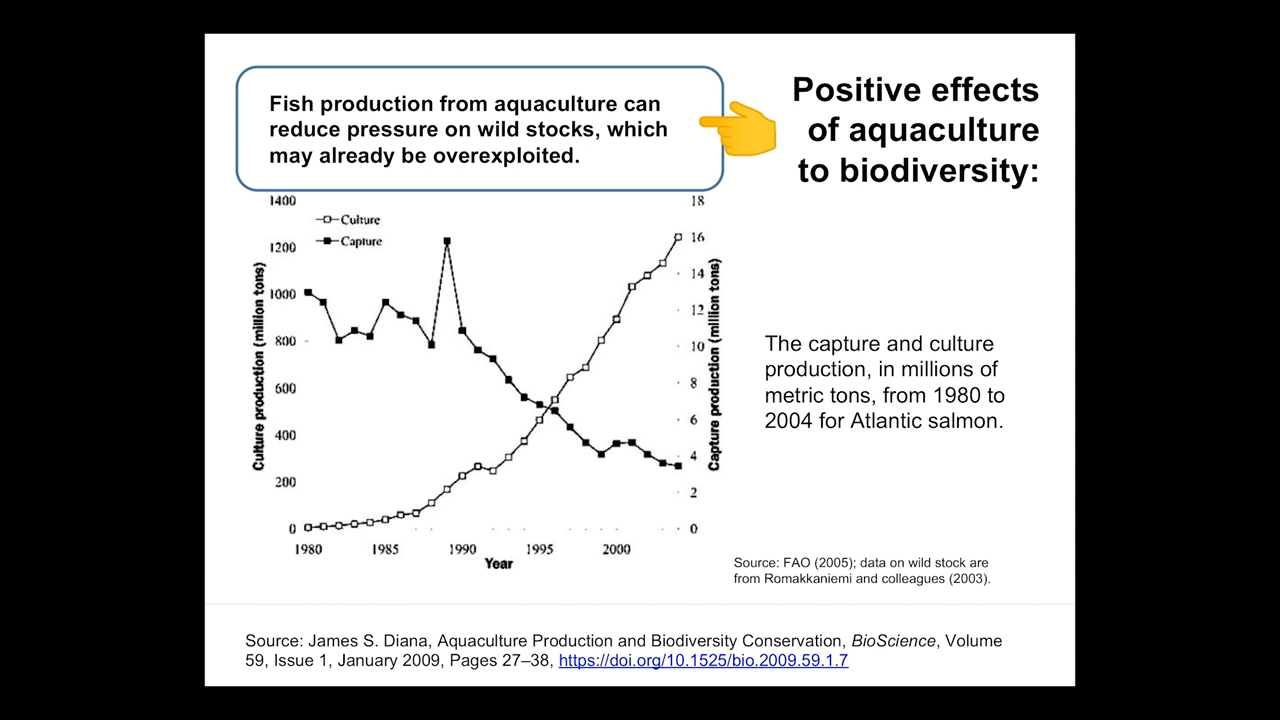 Fish production from aquaculture can
reduce pressure on wild stocks, which
may already be overexploited.
Positive effects
of aquaculture
to biodiversity:
1400
1200
1000
800
600
400
200
0
Culture production (million tons)
Culture
Capture
18
16
14
12
10
8
6
4
2
0
Capture production (million tons)
1980 1985 1990 1995 2000
Year
The capture and culture
production, in millions of
metric tons, from 1980 to
2004 for Atlantic salmon.
Source: FAO (2005); data on wild stock are
from Romakkaniemi and colleagues (2003).
Source: James S. Diana, Aquaculture Production and Biodiversity Conservation, BioScience, Volume
59, Issue 1, January 2009, Pages 27–38, https://doi.org/10.1525/bio.2009.59.1.7